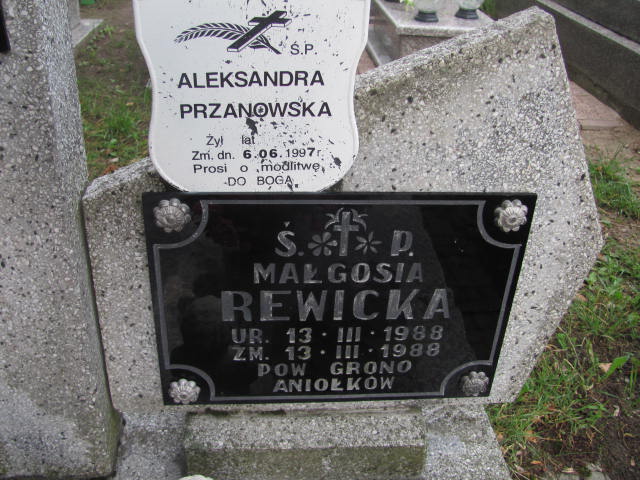 Ś.P.
ALEKSANDRA
PRZANOWSKA
Żył lat
Zm. dn. 6.06.1997r.
Prosi o modlitwę
DO BOGA
Ś. P.
MAŁGOSIA
REWICKA
UR. 13 · III · 1988
ZM. 13 · III · 1988
POW GRONO
ANIOŁKÓW